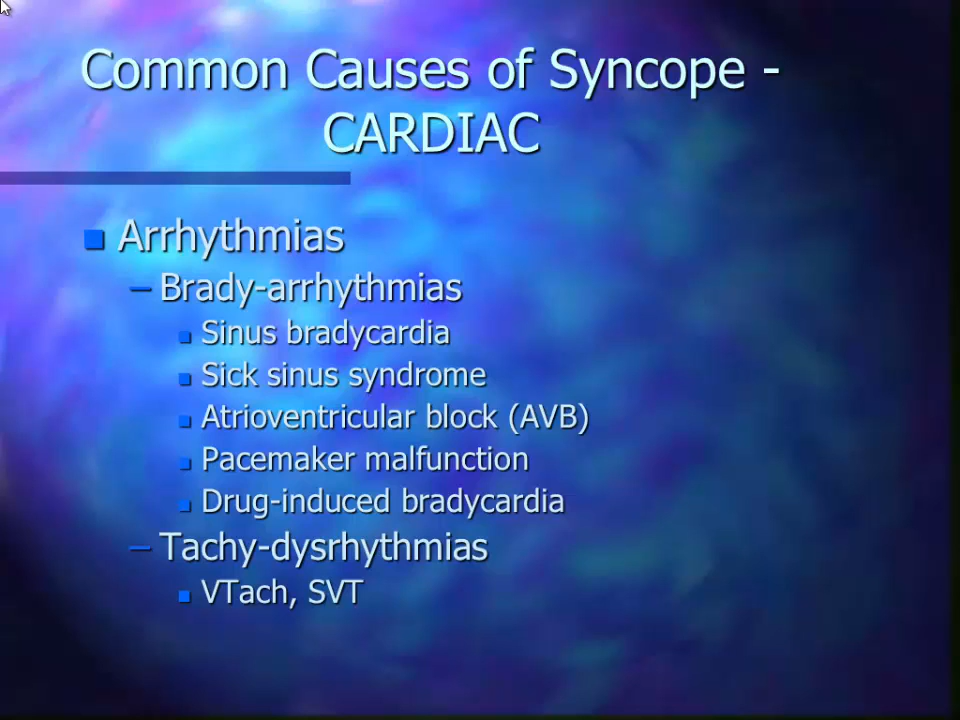 Common Causes of Syncope -
CARDIAC
Arrhythmias
– Brady-arrhythmias
Sinus bradycardia
Sick sinus syndrome
Atrioventricular block (AVB)
Pacemaker malfunction
Drug-induced bradycardia
– Tachy-dysrhythmias
VTach, SVT